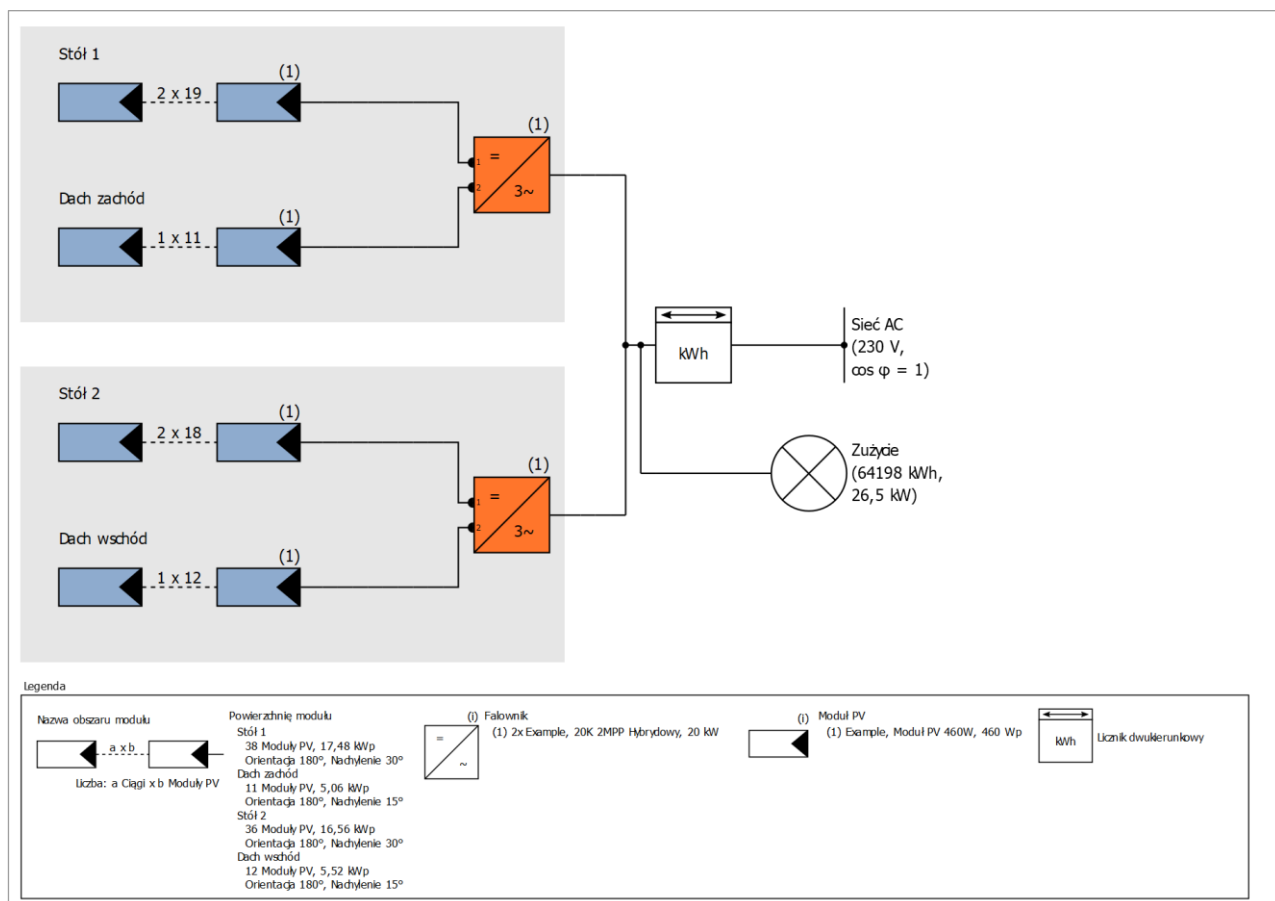 Stół 1
(1)
2 x 19
(1)
1
=
2
3~
Dach zachód
(1)
1 x 11
Sieć AC
(230 V,
cos φ = 1)
kWh
Stół 2
(1)
2 x 18
Zużycie
(64198 kWh,
26,5 kW)
(1)
1
=
2
3~
Dach wschód
(1)
1 x 12
Legenda
Nazwa obszaru modułu
a x b
Liczba: a Ciągi x b Moduły PV
Powierzchnię modułu
Stół 1
38 Moduły PV, 17,48 kWp
Orientacja 180°, Nachylenie 30°
Dach zachód
11 Moduły PV, 5,06 kWp
Orientacja 180°, Nachylenie 15°
Stół 2
36 Moduły PV, 16,56 kWp
Orientacja 180°, Nachylenie 30°
Dach wschód
12 Moduły PV, 5,52 kWp
Orientacja 180°, Nachylenie 15°
(i) Falownik
(1) 2x Example, 20K 2MPP Hybrydowy, 20 kW
=
~
(i) Moduł PV
(1) Example, Moduł PV 460W, 460 Wp
kWh
Licznik dwukierunkowy